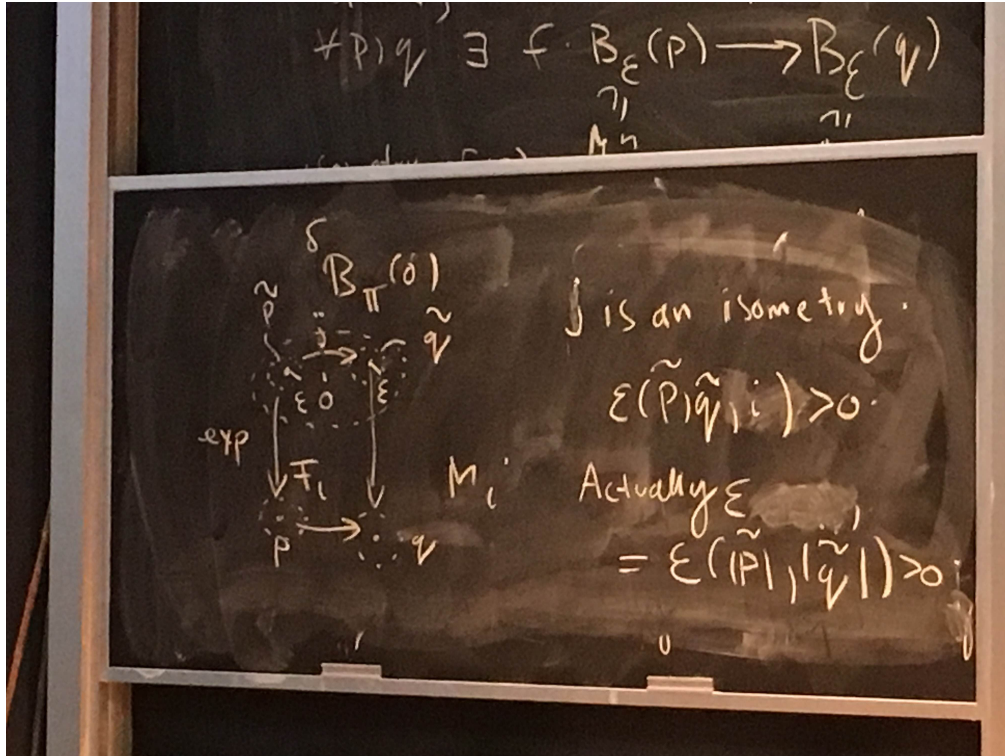 ∀ p, q ∃ f. B_ε(p) ⟶ B_ε(q)
∩| ∩|
M^n
δ
B_π(0)
p̃ j q̃
ε 0 ε
exp F_i
p → q
M_i
j is an isometry.
ε(p̃, q̃, i) > 0.
Actually ε
= ε(|p̃|, |q̃|) > 0